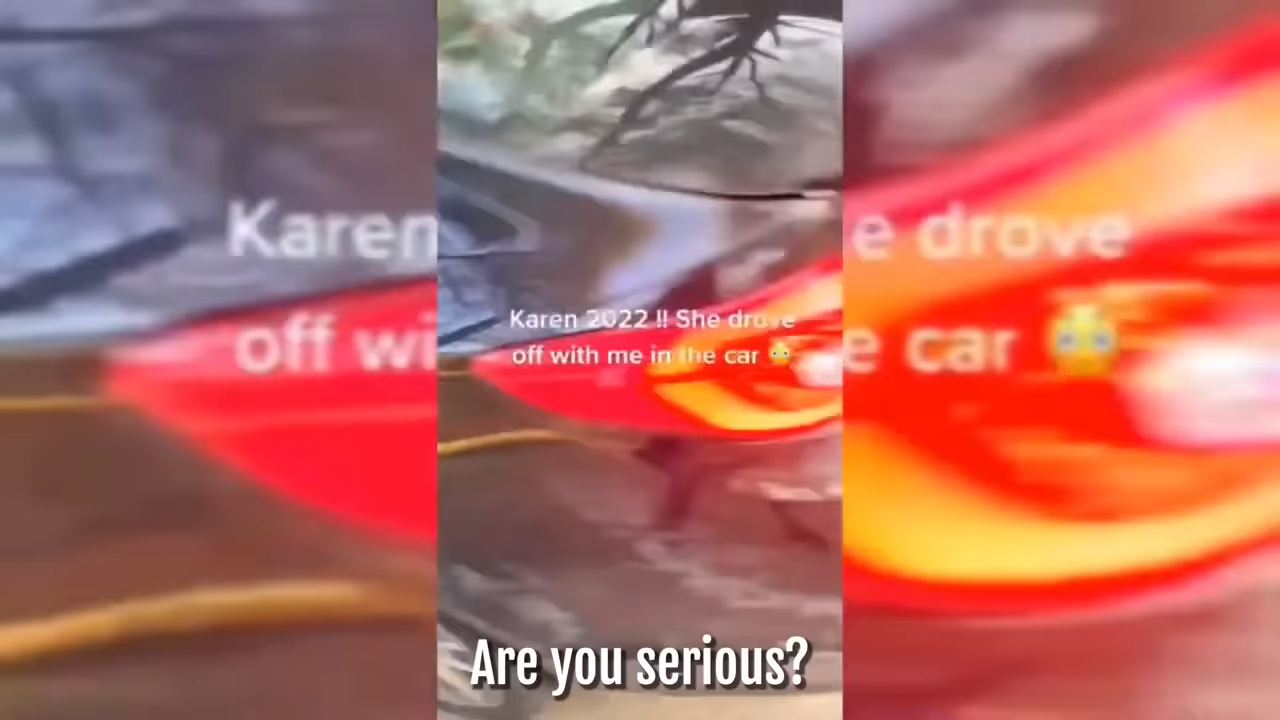 Karen 2022 !! She drove
off with me in the car 😳
Are you serious?